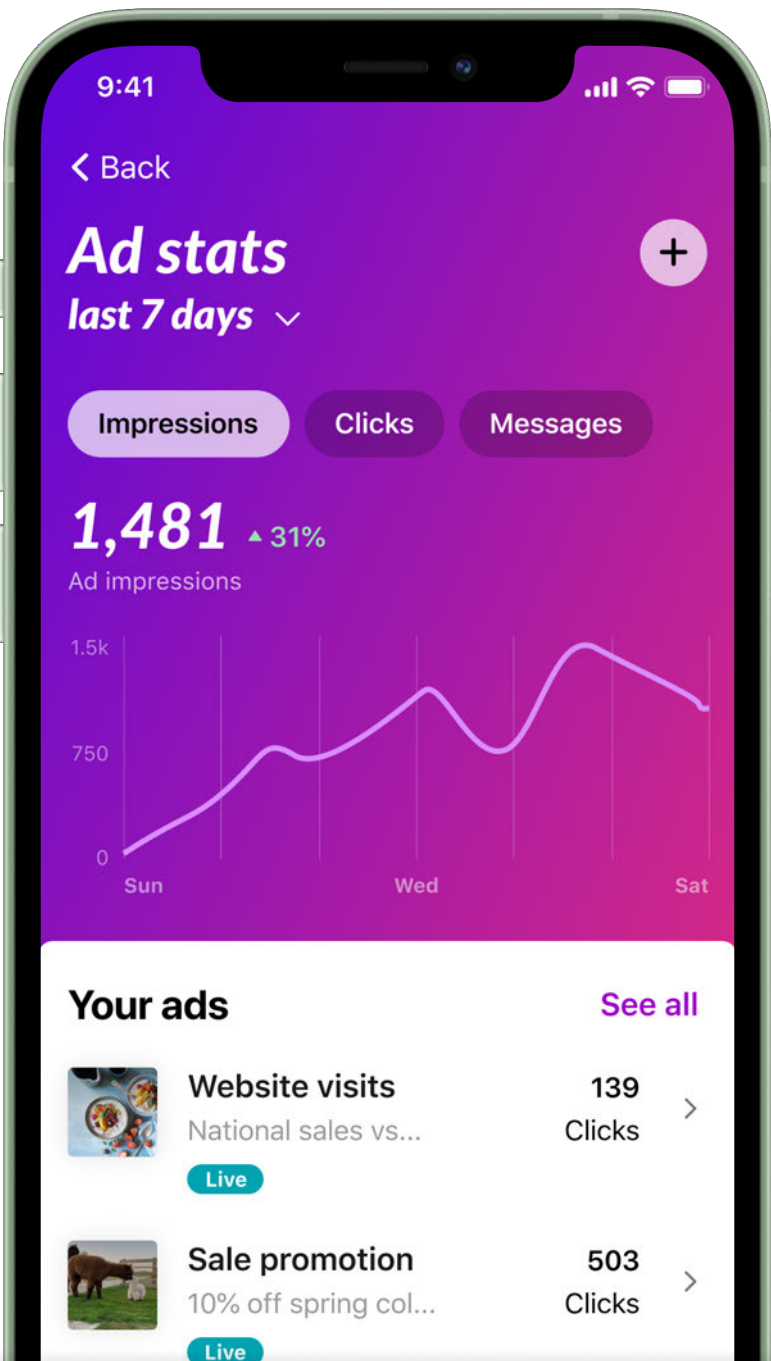 9:41
Back
Ad stats
last 7 days
Impressions Clicks Messages
1,481 31%
Ad impressions
1.5k
750
0
Sun Wed Sat
Your ads See all
Website visits 139
National sales vs... Clicks
Live
Sale promotion 503
10% off spring col... Clicks
Live